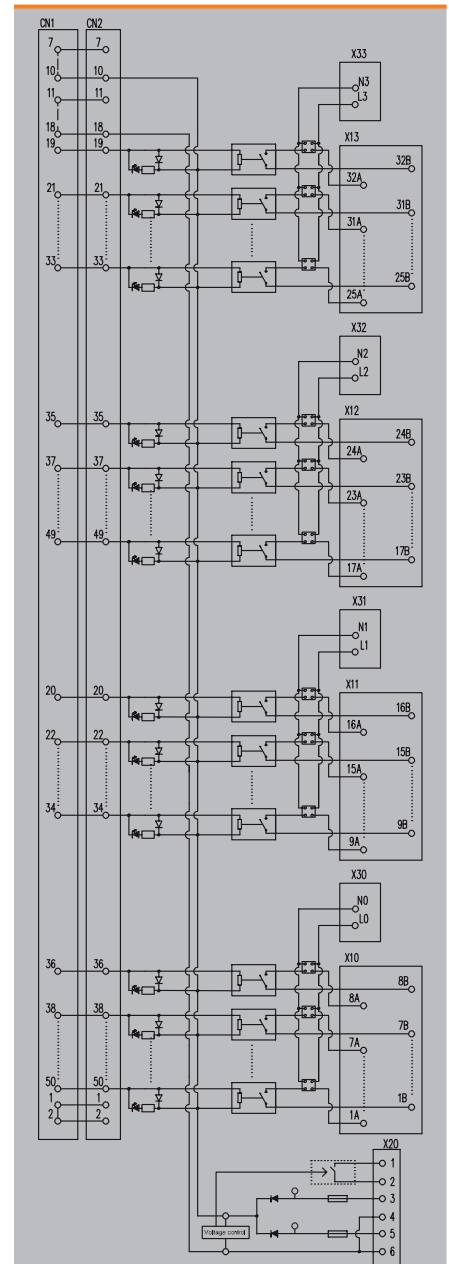 CN1 CN2
7 7
10 10
11 11
18 18
19 19
21 21
33 33
X33
N3
L3
X13
32B
32A
31B
31A
25B
25A
X32
N2
L2
X12
35 35
24B
24A
37 37
23B
23A
49 49
17B
17A
X31
N1
L1
X11
20 20
16B
16A
22 22
15B
15A
34 34
9B
9A
X30
N0
L0
X10
36 36
8B
8A
38 38
7B
7A
50 50
1 1
2 2
1B
1A
X20
1
2
3
4
5
6
Voltage control